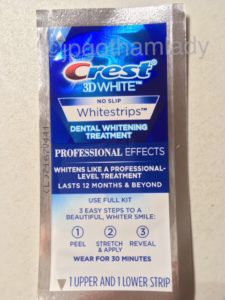 Crest
3D WHITE™
NO SLIP
Whitestrips™
DENTAL WHITENING
TREATMENT
PROFESSIONAL EFFECTS
WHITENS LIKE A PROFESSIONAL-
LEVEL TREATMENT
LASTS 12 MONTHS & BEYOND
USE FULL KIT
3 EASY STEPS TO A
BEAUTIFUL, WHITER SMILE:
1 2 3
PEEL STRETCH & APPLY REVEAL
WEAR FOR 30 MINUTES
1 UPPER AND 1 LOWER STRIP